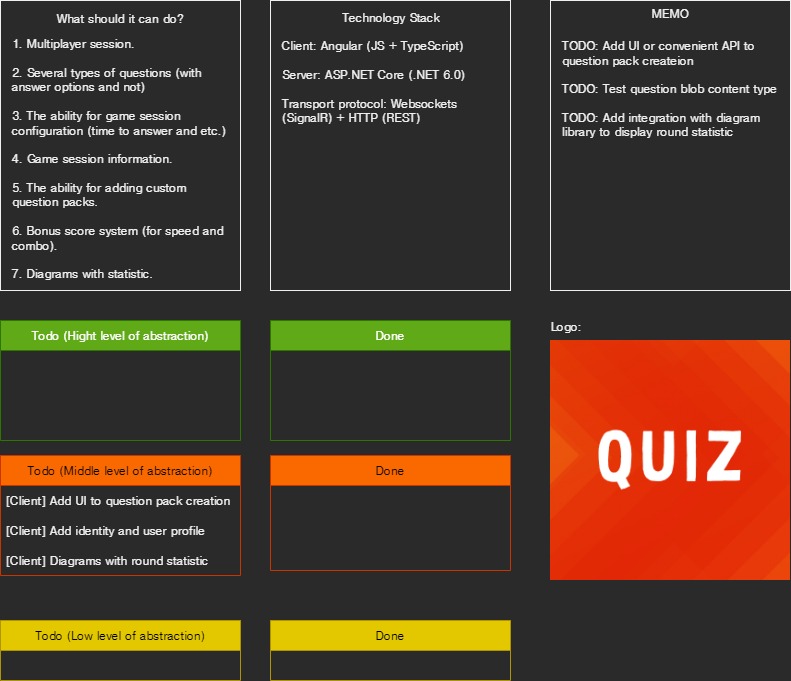 What should it can do?
1. Multiplayer session.
2. Several types of questions (with
answer options and not)
3. The ability for game session
configuration (time to answer and etc.)
4. Game session information.
5. The ability for adding custom
question packs.
6. Bonus score system (for speed and
combo).
7. Diagrams with statistic.
Technology Stack
Client: Angular (JS + TypeScript)
Server: ASP.NET Core (.NET 6.0)
Transport protocol: Websockets
(SignalR) + HTTP (REST)
MEMO
TODO: Add UI or convenient API to
question pack createion
TODO: Test question blob content type
TODO: Add integration with diagram
library to display round statistic
Todo (Hight level of abstraction)
Done
Logo:
QUIZ
Todo (Middle level of abstraction)
Done
[Client] Add UI to question pack creation
[Client] Add identity and user profile
[Client] Diagrams with round statistic
Todo (Low level of abstraction)
Done